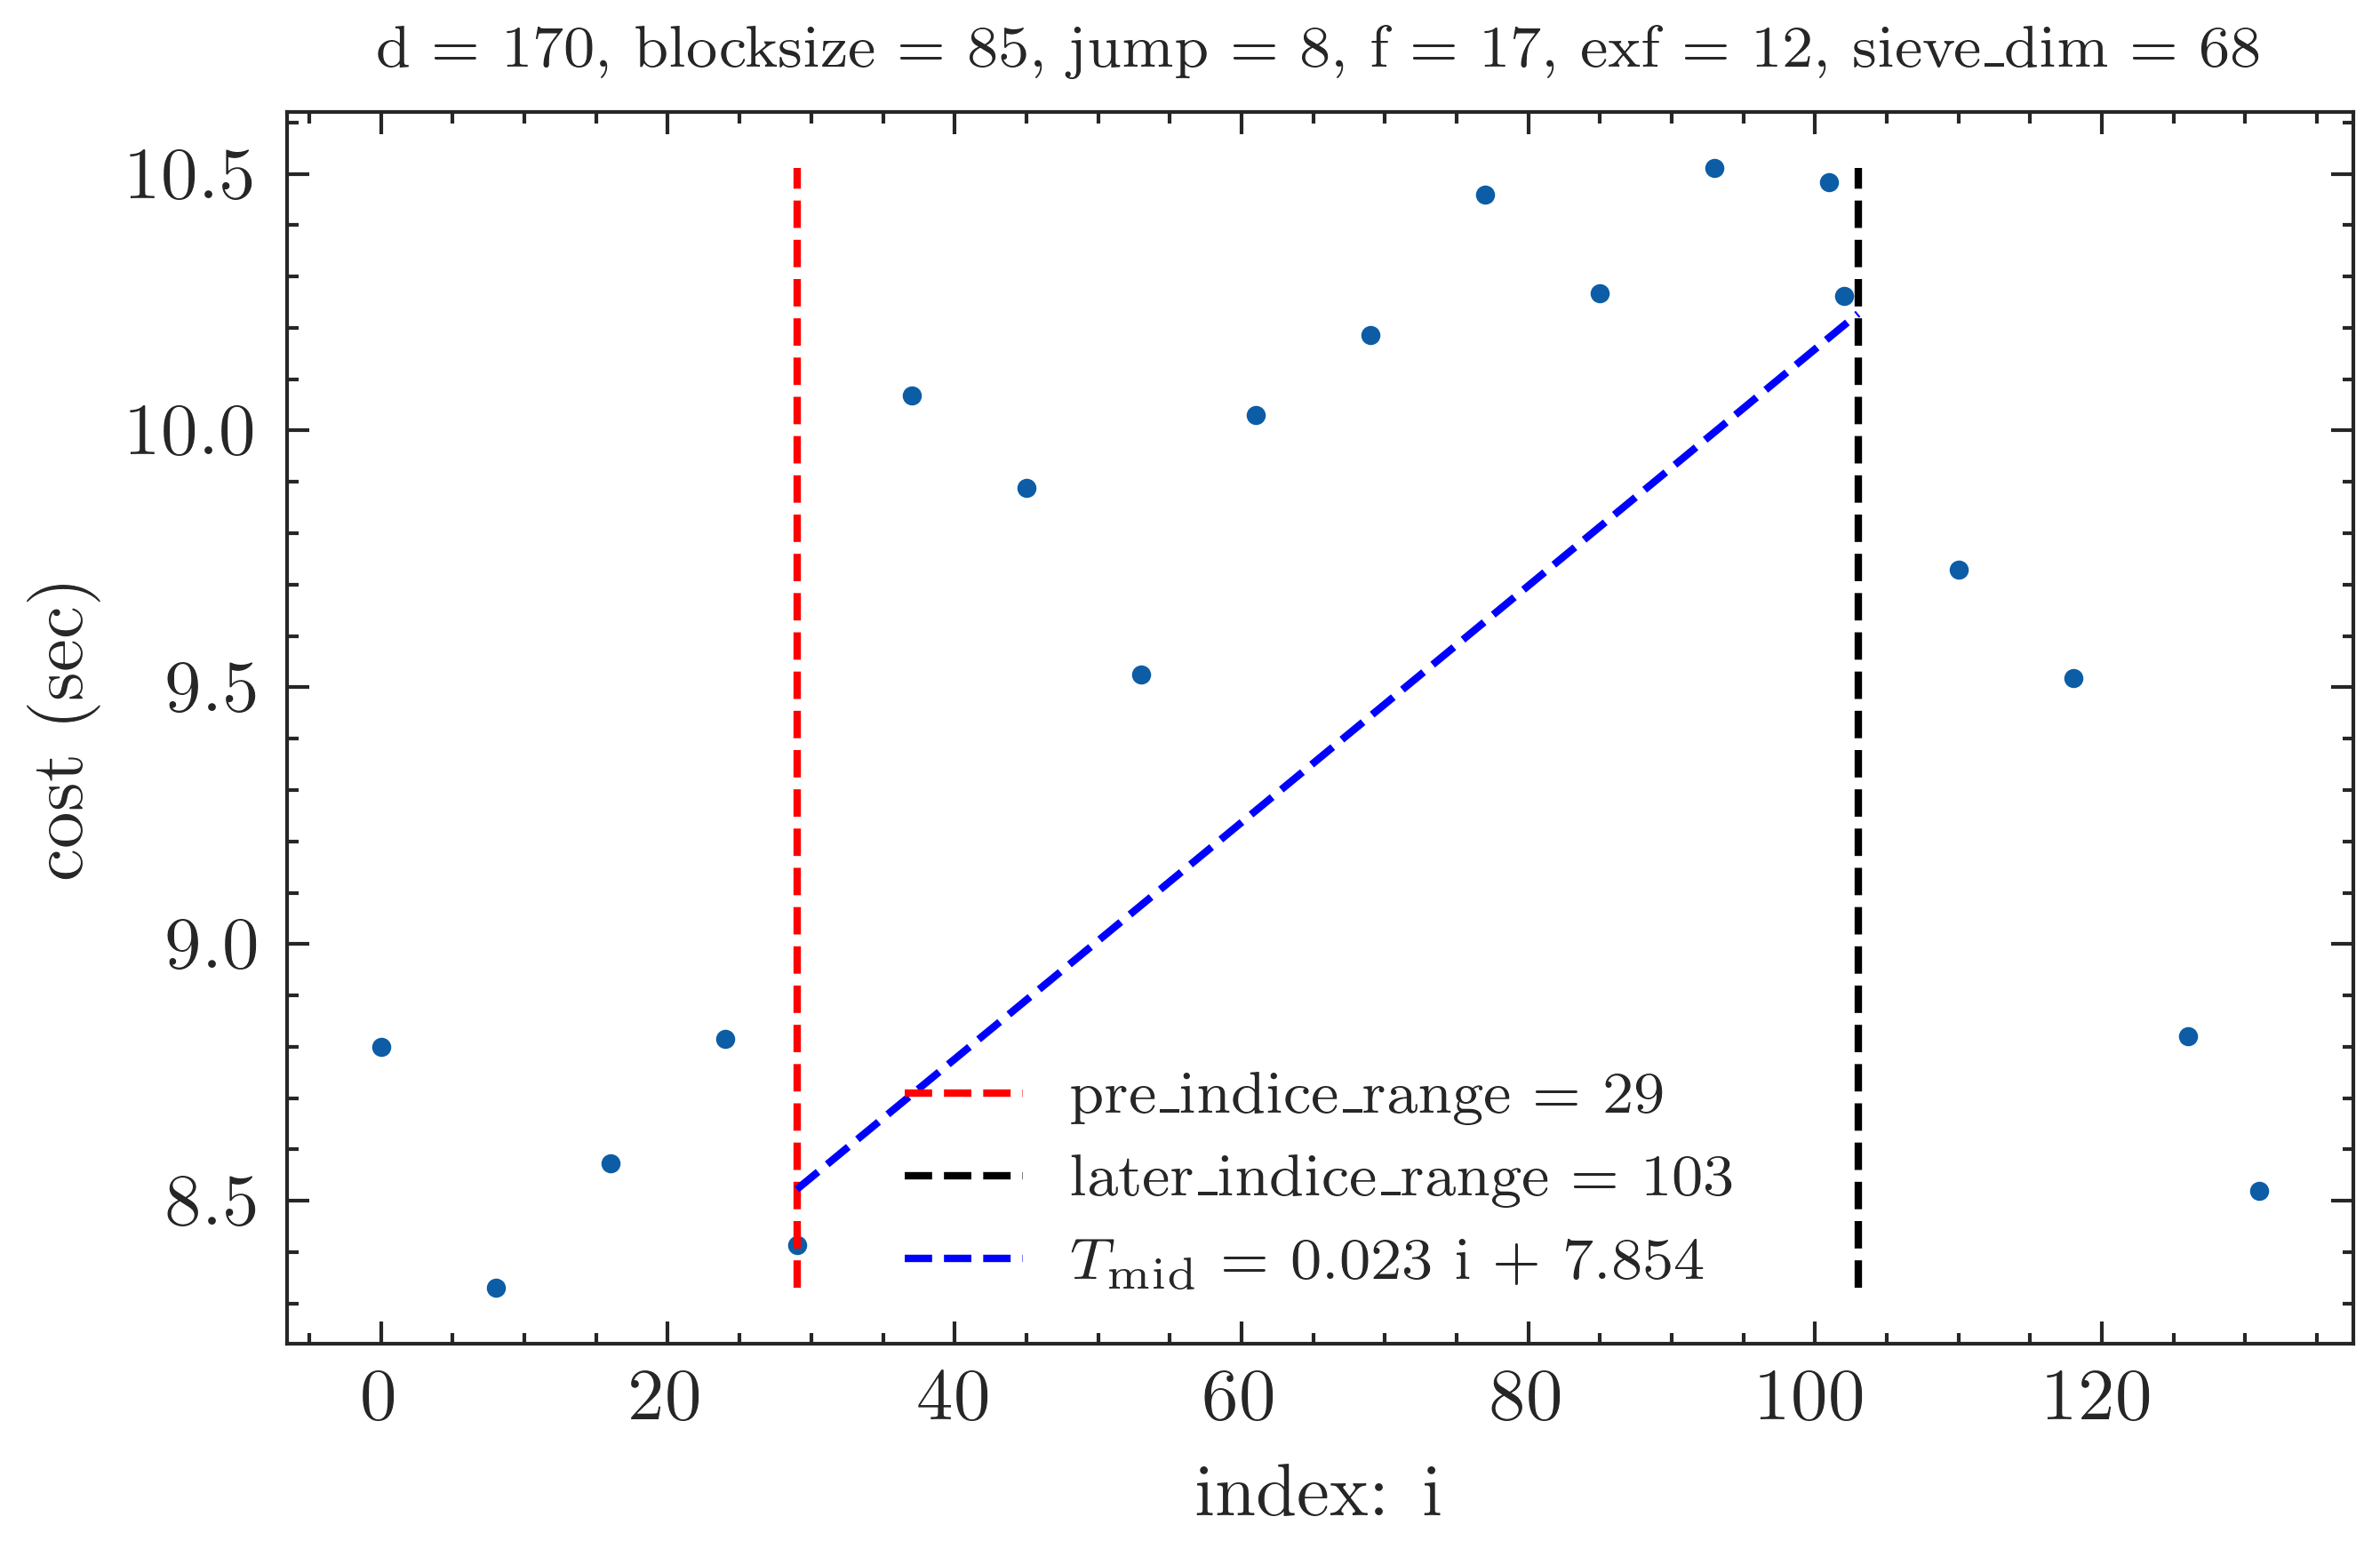 d = 170, blocksize = 85, jump = 8, f = 17, exf = 12, sieve_dim = 68
10.5
10.0
9.5
9.0
8.5
cost (sec)
pre_indice_range = 29
later_indice_range = 103
T_mid = 0.023 i + 7.854
0 20 40 60 80 100 120
index: i